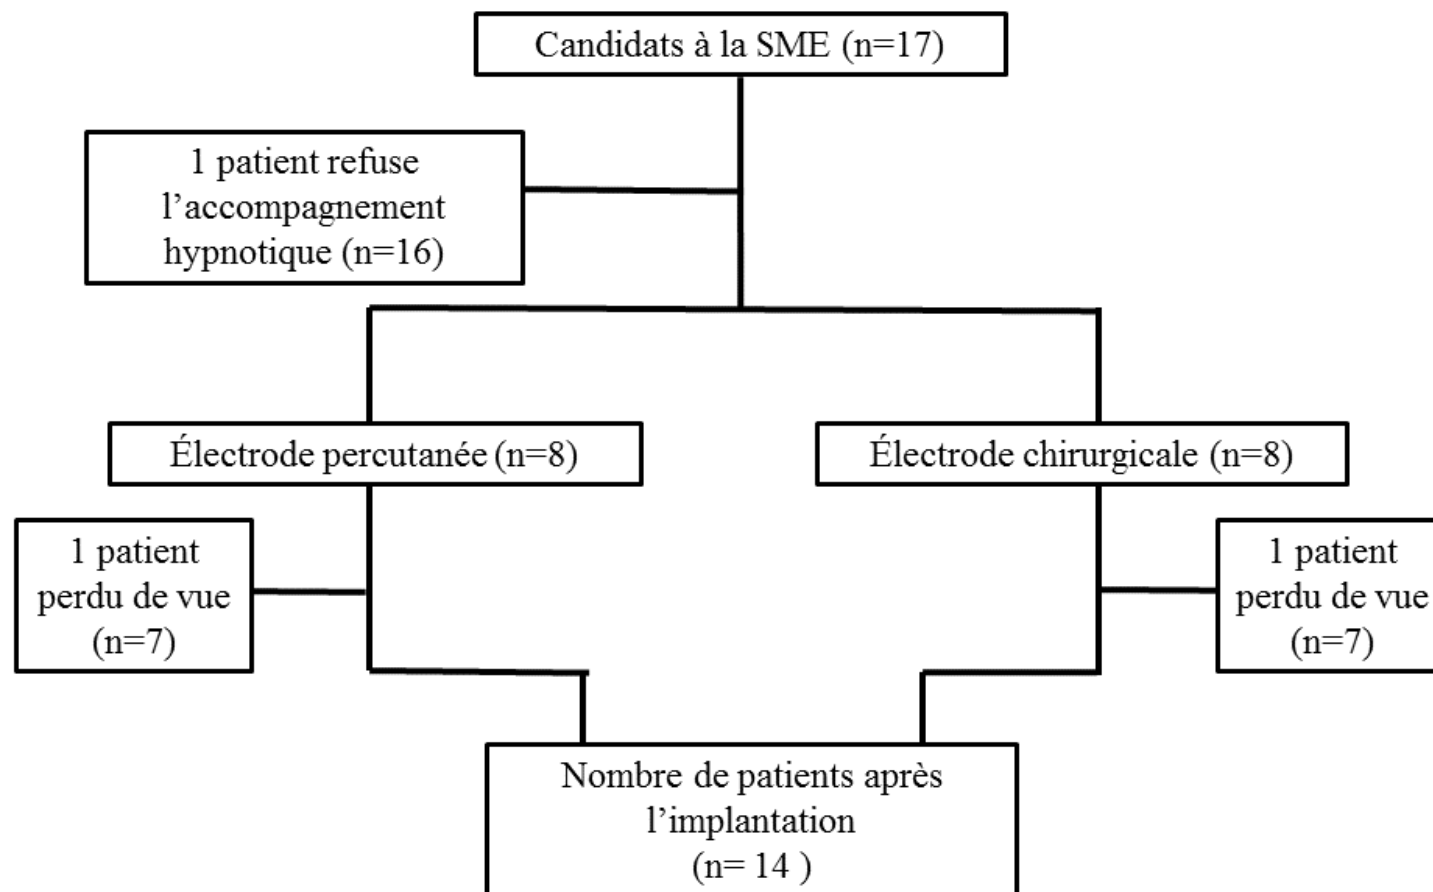 Candidats à la SME (n=17)
1 patient refuse
l’accompagnement
hypnotique (n=16)
Électrode percutanée (n=8)
Électrode chirurgicale (n=8)
1 patient
perdu de vue
(n=7)
1 patient
perdu de vue
(n=7)
Nombre de patients après
l’implantation
(n= 14 )